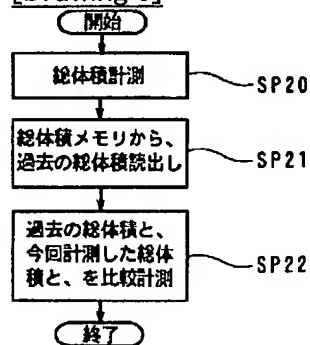 開始
総体積計測
SP20
総体積メモリから、
過去の総体積読出し
SP21
過去の総体積と、
今回計測した総体
積と、を比較計測
SP22
終了